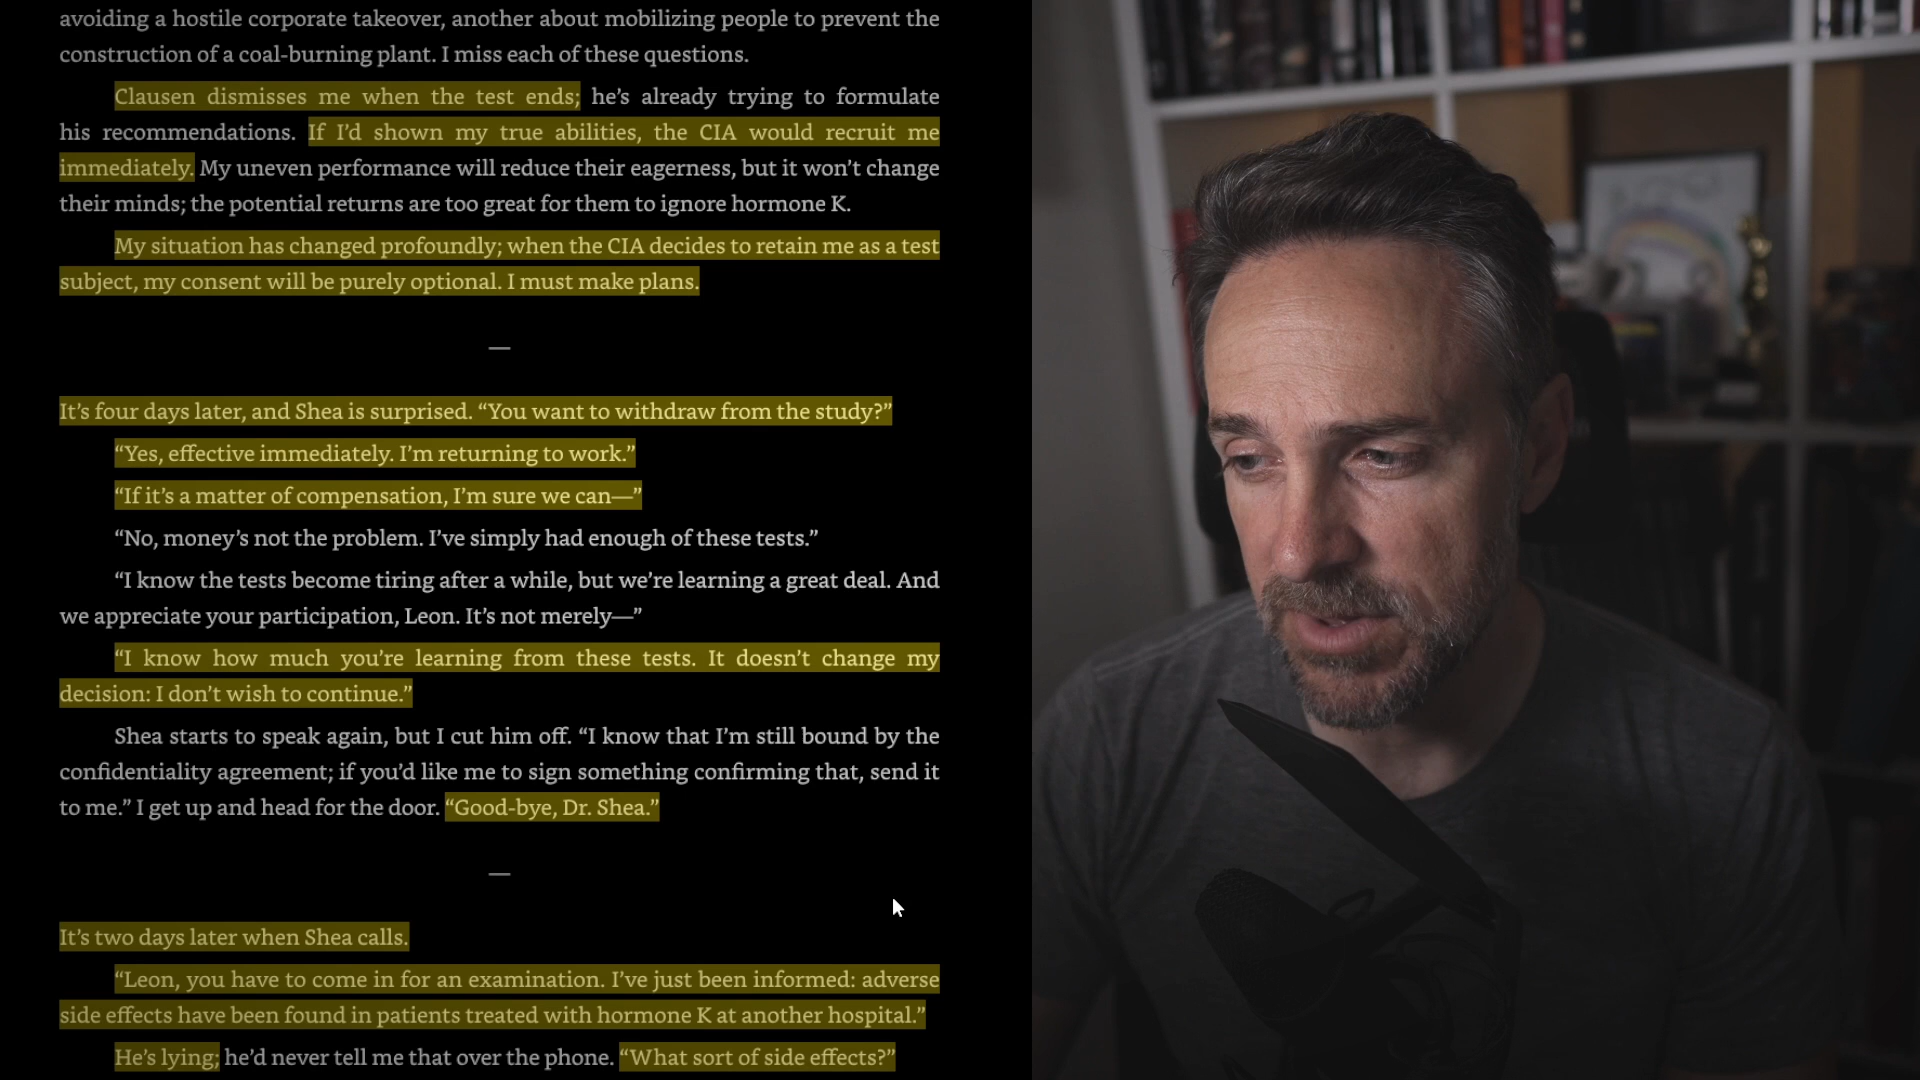 avoiding a hostile corporate takeover, another about mobilizing people to prevent the
construction of a coal-burning plant. I miss each of these questions.
Clausen dismisses me when the test ends; he’s already trying to formulate
his recommendations. If I’d shown my true abilities, the CIA would recruit me
immediately. My uneven performance will reduce their eagerness, but it won’t change
their minds; the potential returns are too great for them to ignore hormone K.
My situation has changed profoundly; when the CIA decides to retain me as a test
subject, my consent will be purely optional. I must make plans.
—
It’s four days later, and Shea is surprised. “You want to withdraw from the study?”
“Yes, effective immediately. I’m returning to work.”
“If it’s a matter of compensation, I’m sure we can—”
“No, money’s not the problem. I’ve simply had enough of these tests.”
“I know the tests become tiring after a while, but we’re learning a great deal. And
we appreciate your participation, Leon. It’s not merely—”
“I know how much you’re learning from these tests. It doesn’t change my
decision: I don’t wish to continue.”
Shea starts to speak again, but I cut him off. “I know that I’m still bound by the
confidentiality agreement; if you’d like me to sign something confirming that, send it
to me.” I get up and head for the door. “Good-bye, Dr. Shea.”
—
It’s two days later when Shea calls.
“Leon, you have to come in for an examination. I’ve just been informed: adverse
side effects have been found in patients treated with hormone K at another hospital.”
He’s lying; he’d never tell me that over the phone. “What sort of side effects?”